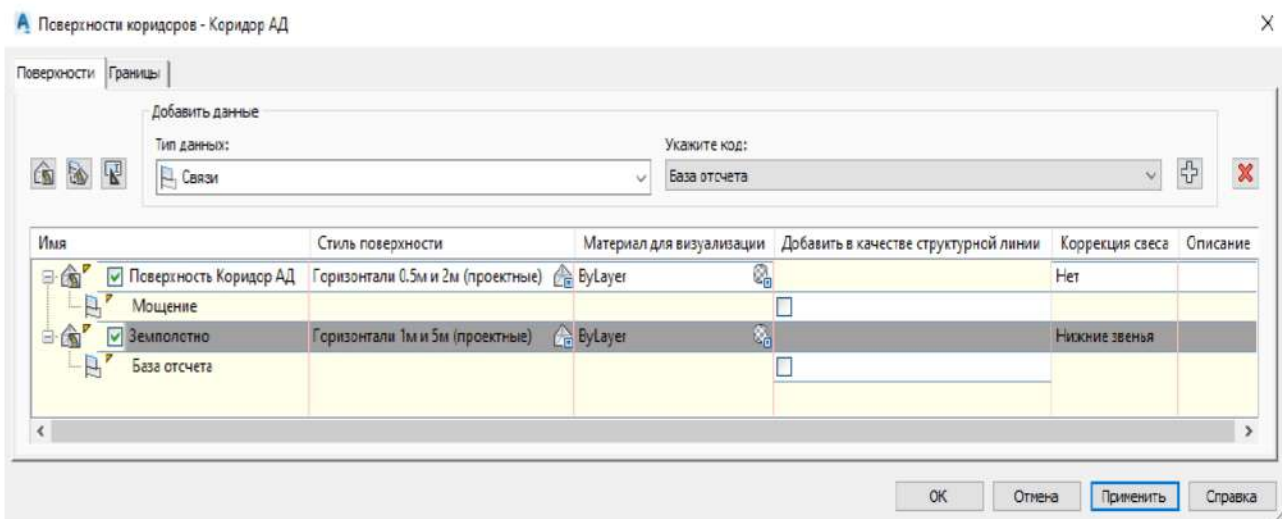 Поверхности коридоров - Коридор АД
Поверхности Границы
Добавить данные
Тип данных: Укажите код:
Связи База отсчета
Имя Стиль поверхности Материал для визуализации Добавить в качестве структурной линии Коррекция свеса Описание
Поверхность Коридор АД Горизонтали 0.5м и 2м (проектные) ByLayer Нет
Мощение
Земполотно Горизонтали 1м и 5м (проектные) ByLayer Нижние звенья
База отсчета
OK Отмена Применить Справка